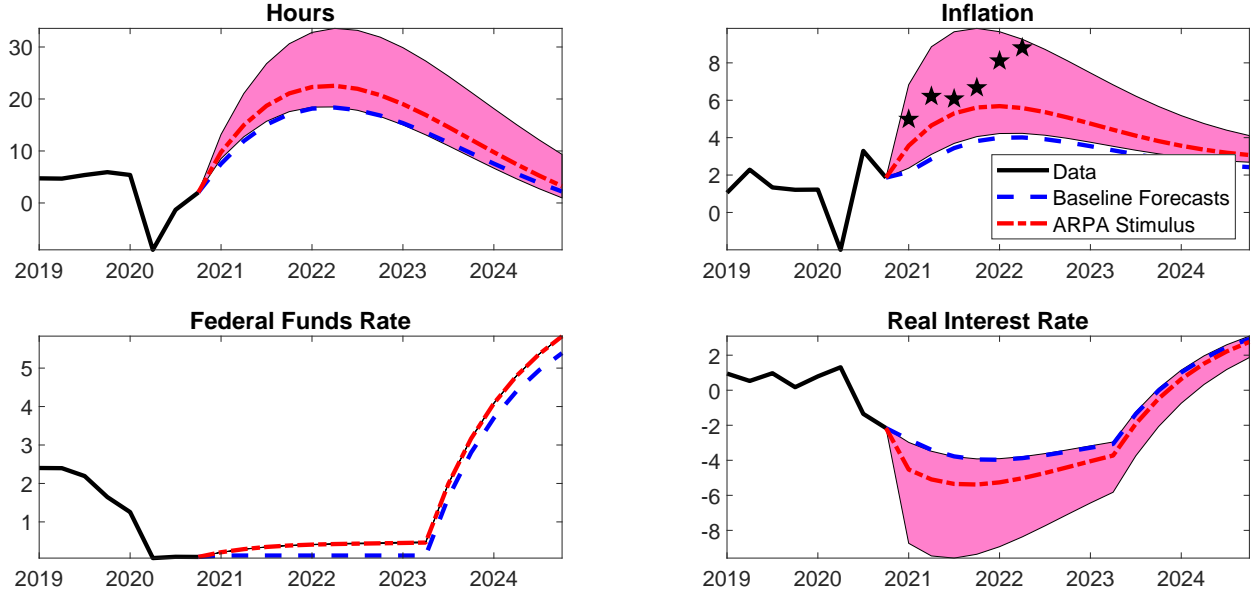 Hours
30
20
10
0
2019 2020 2021 2022 2023 2024
Inflation
8
6
4
2
0
Data
Baseline Forecasts
ARPA Stimulus
2019 2020 2021 2022 2023 2024
Federal Funds Rate
5
4
3
2
1
2019 2020 2021 2022 2023 2024
Real Interest Rate
2
0
-2
-4
-6
-8
2019 2020 2021 2022 2023 2024